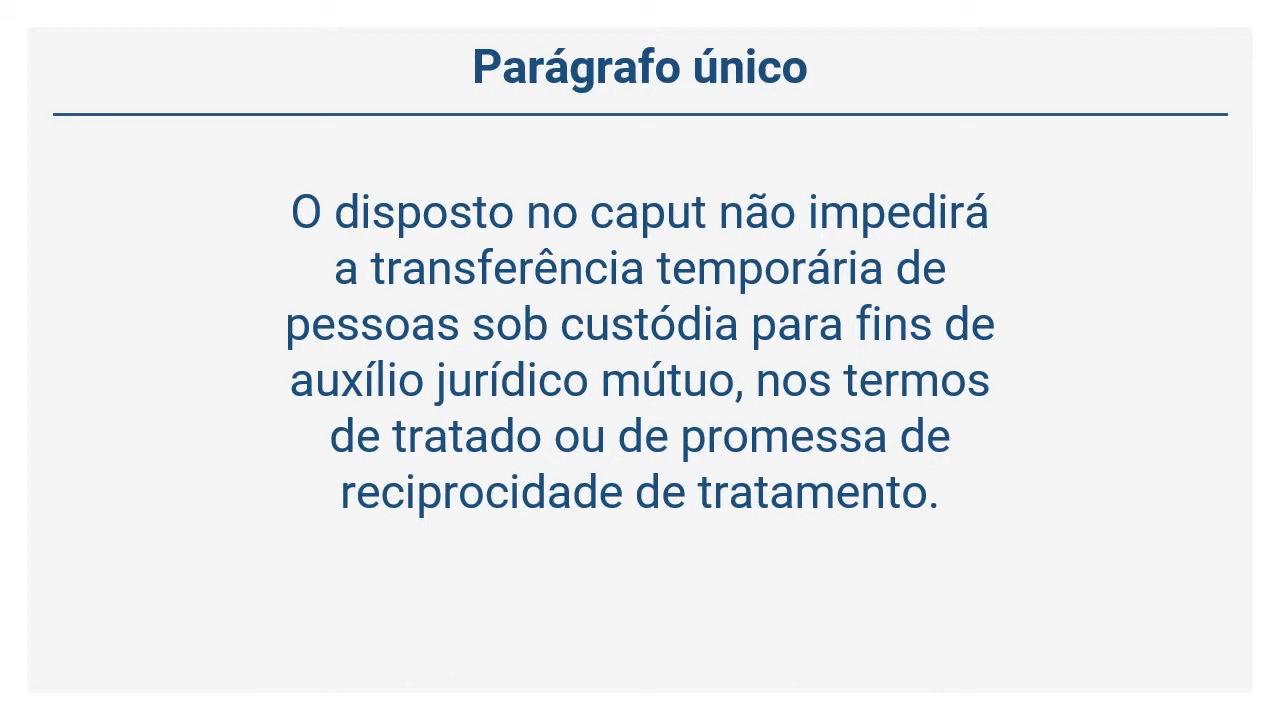 Parágrafo único
O disposto no caput não impedirá
a transferência temporária de
pessoas sob custódia para fins de
auxílio jurídico mútuo, nos termos
de tratado ou de promessa de
reciprocidade de tratamento.